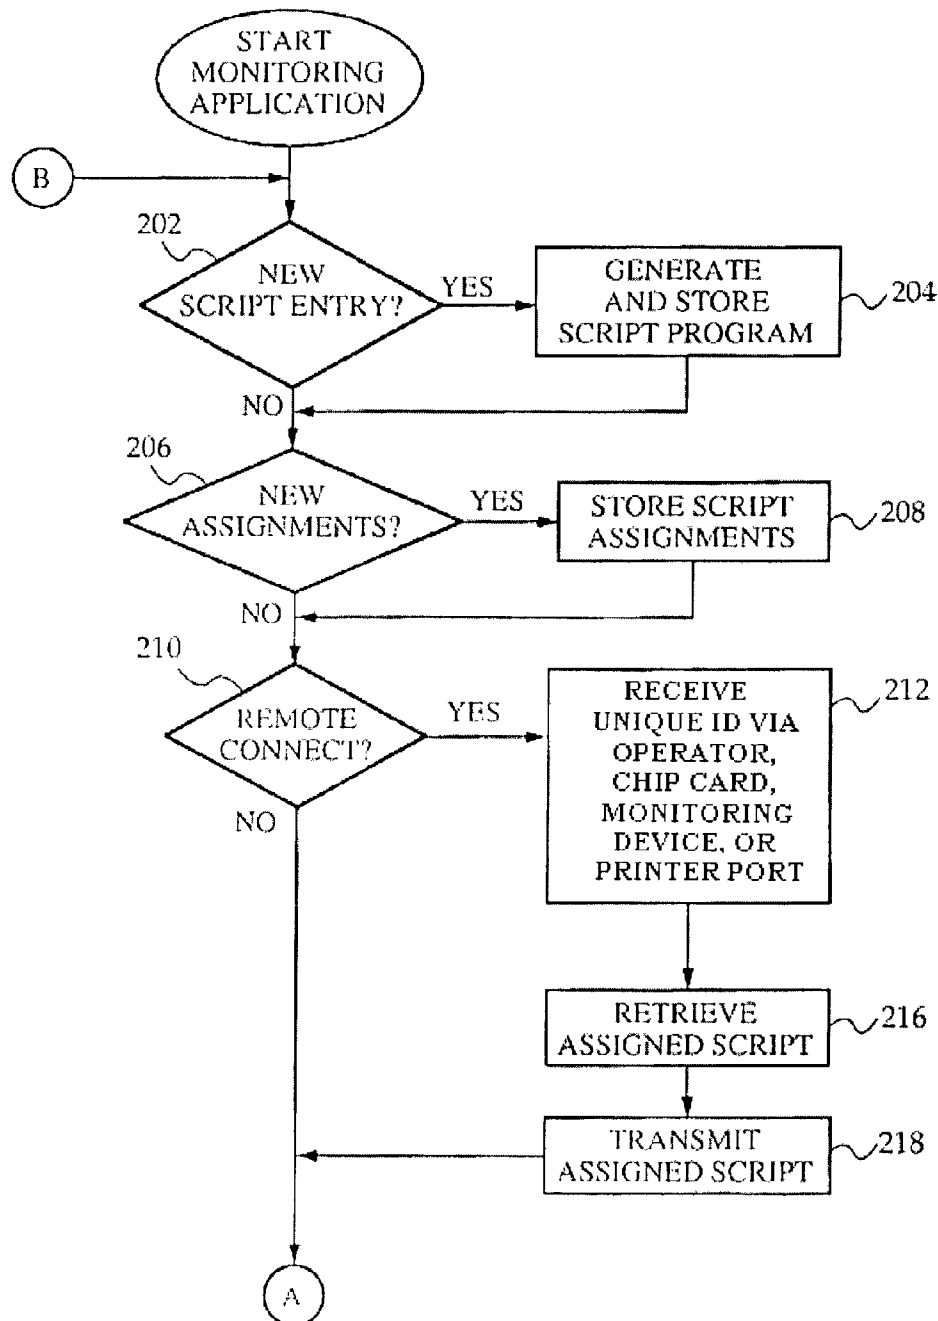 START
MONITORING
APPLICATION
B
202
NEW
SCRIPT ENTRY?
YES
GENERATE
AND STORE
SCRIPT PROGRAM
204
NO
206
NEW
ASSIGNMENTS?
YES
STORE SCRIPT
ASSIGNMENTS
208
NO
210
REMOTE
CONNECT?
YES
RECEIVE
UNIQUE ID VIA
OPERATOR,
CHIP CARD,
MONITORING
DEVICE, OR
PRINTER PORT
212
NO
RETRIEVE
ASSIGNED SCRIPT
216
TRANSMIT
ASSIGNED SCRIPT
218
A